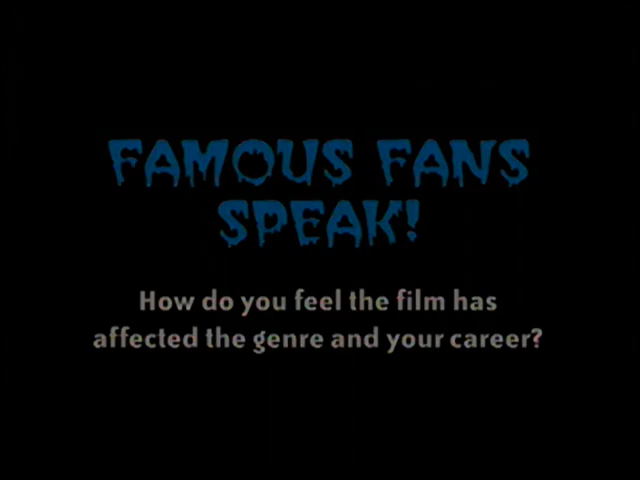 FAMOUS FANS
SPEAK!
How do you feel the film has
affected the genre and your career?